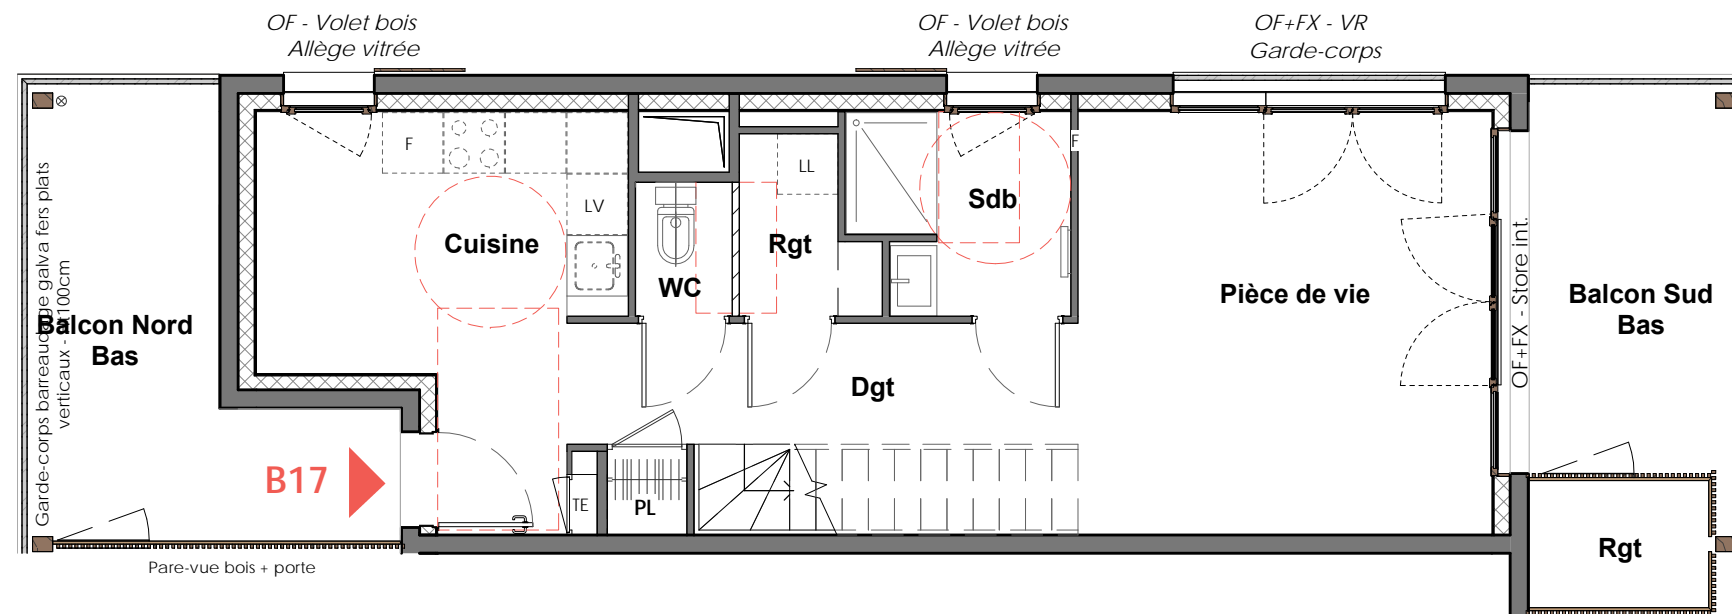 OF - Volet bois
Allège vitrée
OF - Volet bois
Allège vitrée
OF+FX - VR
Garde-corps
F
LL
F
LV
Sdb
Cuisine
Rgt
WC
Pièce de vie
Balcon Nord
Bas
Balcon Sud
Bas
OF+FX - Store int.
Garde-corps barreaudage galva fers plats
Dgt
B17
TE
PL
Rgt
Pare-vue bois + porte